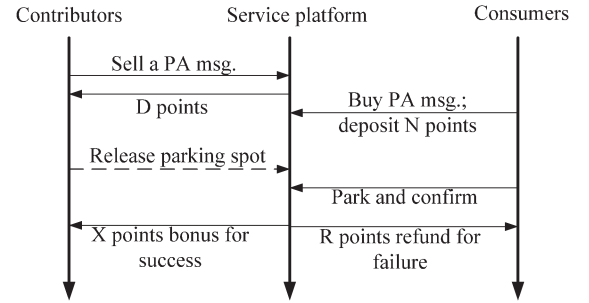 Contributors
Service platform
Consumers
Sell a PA msg.
D points
Buy PA msg.;
deposit N points
Release parking spot
Park and confirm
X points bonus for
success
R points refund for
failure